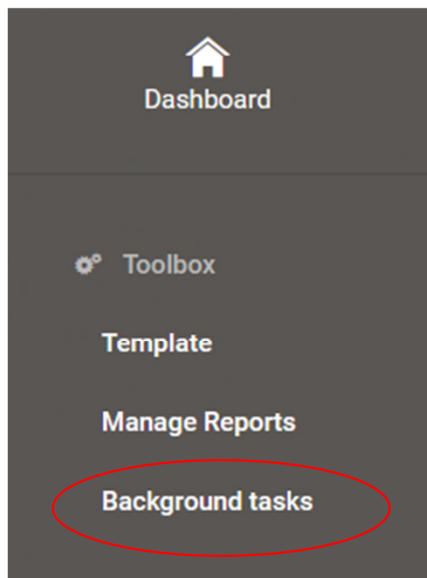 Dashboard
Toolbox
Template
Manage Reports
Background tasks